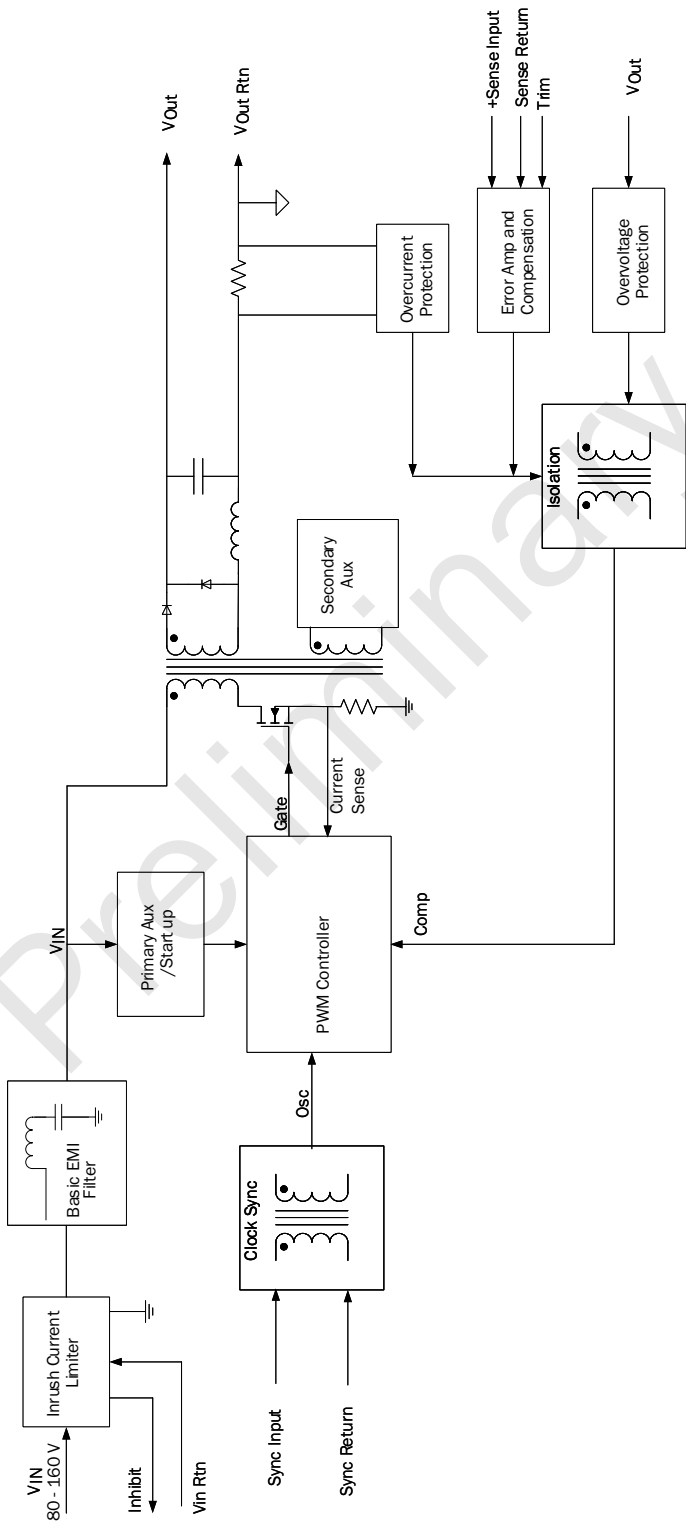 VIN
80 - 160 V
Inhibit
Vin Rtn
Inrush Current
Limiter
Basic EMI
Filter
VIN
Primary Aux
/Start up
Sync Input
Sync Return
Clock Sync
Osc
PWM Controller
Gate
Current
Sense
Comp
Secondary
Aux
VOut
VOut Rtn
Overcurrent
Protection
+Sense Input
Sense Return
Trim
Error Amp and
Compensation
VOut
Overvoltage
Protection
Isolation
Preliminary